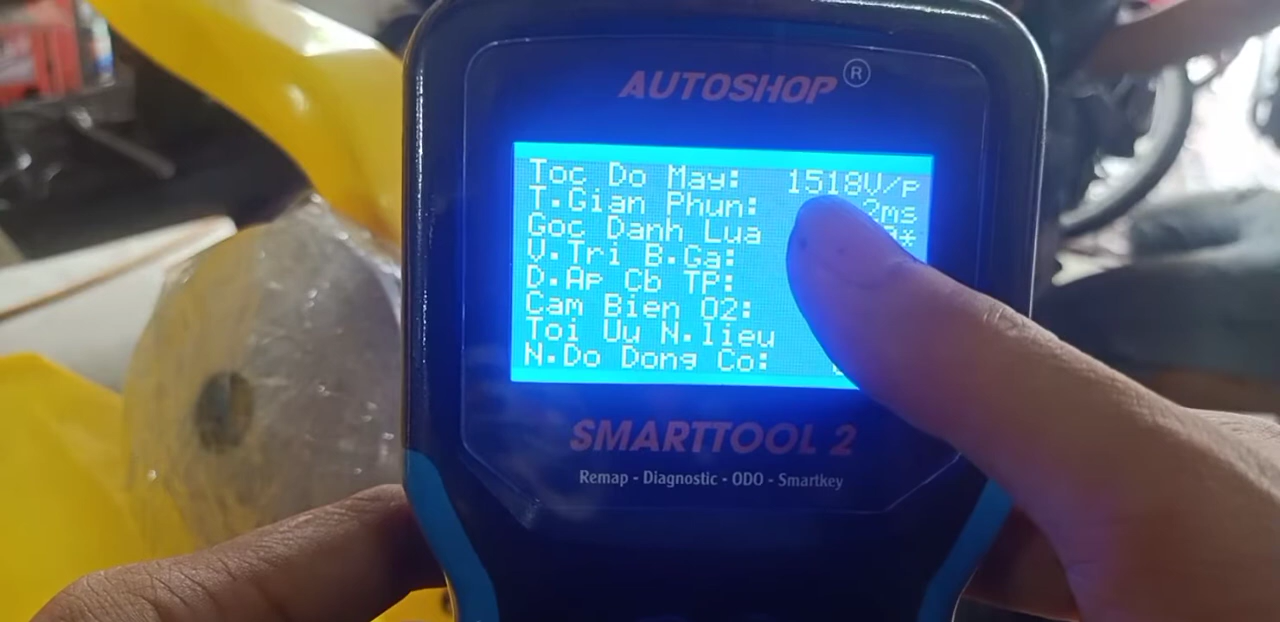 AUTOSHOP ®
Toc Do May: 1518V/p
T.Gian Phun: 2ms
Goc Danh Lua
V.Tri B.Ga:
D.Ap Cb TP:
Cam Bien O2:
Toi Uu N.lieu
N.Do Dong Co:
SMARTTOOL 2
Remap - Diagnostic - ODO - Smartkey